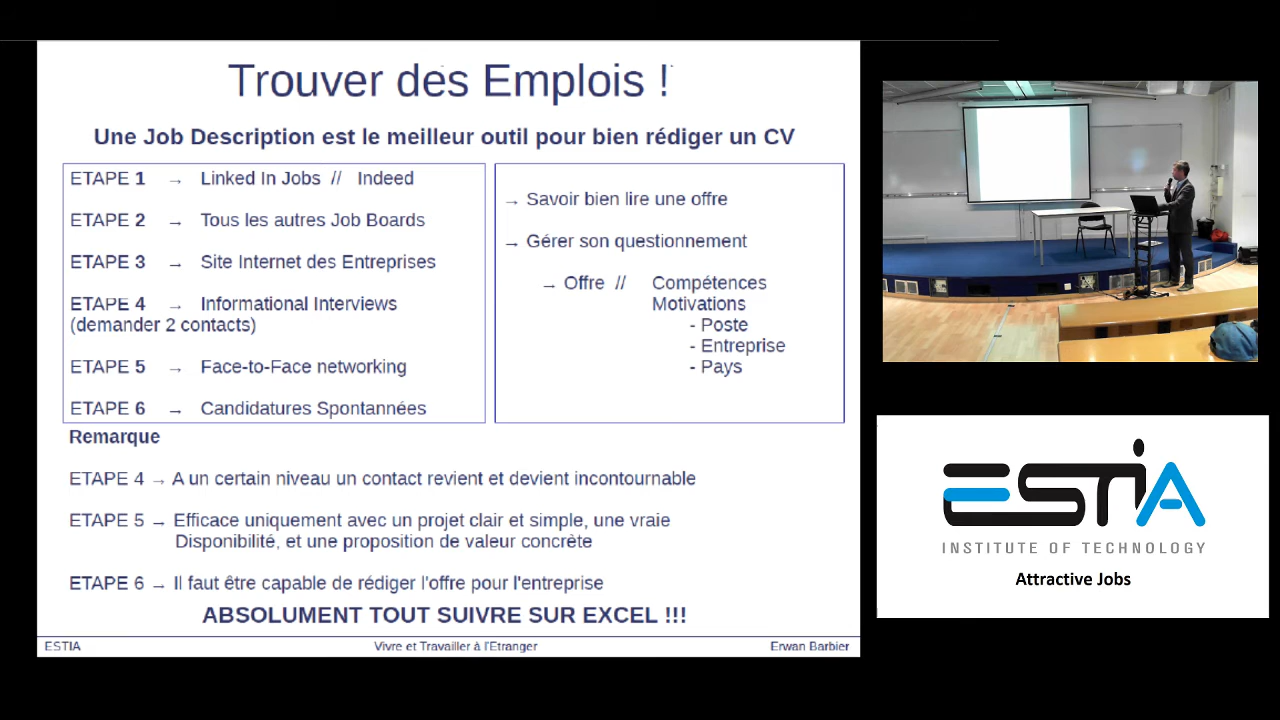 Trouver des Emplois !
Une Job Description est le meilleur outil pour bien rédiger un CV
ETAPE 1 → Linked In Jobs // Indeed
ETAPE 2 → Tous les autres Job Boards
ETAPE 3 → Site Internet des Entreprises
ETAPE 4 → Informational Interviews
(demander 2 contacts)
ETAPE 5 → Face-to-Face networking
ETAPE 6 → Candidatures Spontannées
→ Savoir bien lire une offre
→ Gérer son questionnement
→ Offre // Compétences
Motivations
- Poste
- Entreprise
- Pays
Remarque
ETAPE 4 → A un certain niveau un contact revient et devient incontournable
ETAPE 5 → Efficace uniquement avec un projet clair et simple, une vraie
Disponibilité, et une proposition de valeur concrète
ETAPE 6 → Il faut être capable de rédiger l'offre pour l'entreprise
ABSOLUMENT TOUT SUIVRE SUR EXCEL !!!
ESTIA Vivre et Travailler à l'Etranger Erwan Barbier
ESTIA
INSTITUTE OF TECHNOLOGY
Attractive Jobs